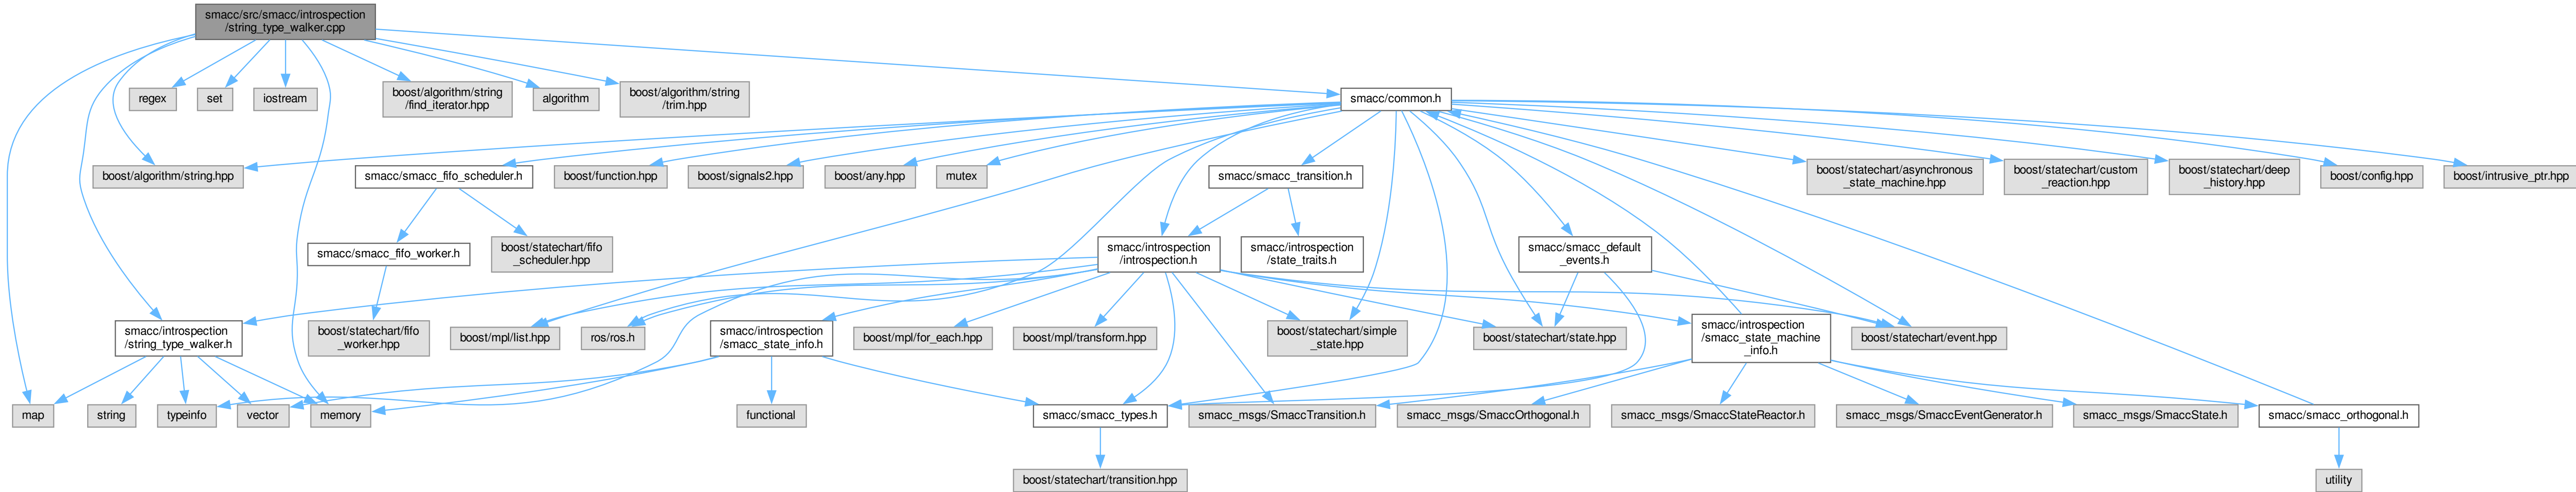 smacc/src/smacc/introspection
/string_type_walker.cpp
regex
set
iostream
boost/algorithm/string
/find_iterator.hpp
algorithm
boost/algorithm/string
/trim.hpp
smacc/common.h
boost/algorithm/string.hpp
smacc/smacc_fifo_scheduler.h
boost/function.hpp
boost/signals2.hpp
boost/any.hpp
mutex
smacc/smacc_transition.h
boost/statechart/asynchronous
_state_machine.hpp
boost/statechart/custom
_reaction.hpp
boost/statechart/deep
_history.hpp
boost/config.hpp
boost/intrusive_ptr.hpp
smacc/smacc_fifo_worker.h
boost/statechart/fifo
_scheduler.hpp
smacc/introspection
/introspection.h
smacc/introspection
/state_traits.h
smacc/smacc_default
_events.h
smacc/introspection
/string_type_walker.h
boost/statechart/fifo
_worker.hpp
boost/mpl/list.hpp
ros/ros.h
smacc/introspection
/smacc_state_info.h
boost/mpl/for_each.hpp
boost/mpl/transform.hpp
boost/statechart/simple
_state.hpp
boost/statechart/state.hpp
smacc/introspection
/smacc_state_machine
_info.h
boost/statechart/event.hpp
map
string
typeinfo
vector
memory
functional
smacc/smacc_types.h
smacc_msgs/SmaccTransition.h
smacc_msgs/SmaccOrthogonal.h
smacc_msgs/SmaccStateReactor.h
smacc_msgs/SmaccEventGenerator.h
smacc_msgs/SmaccState.h
smacc/smacc_orthogonal.h
boost/statechart/transition.hpp
utility